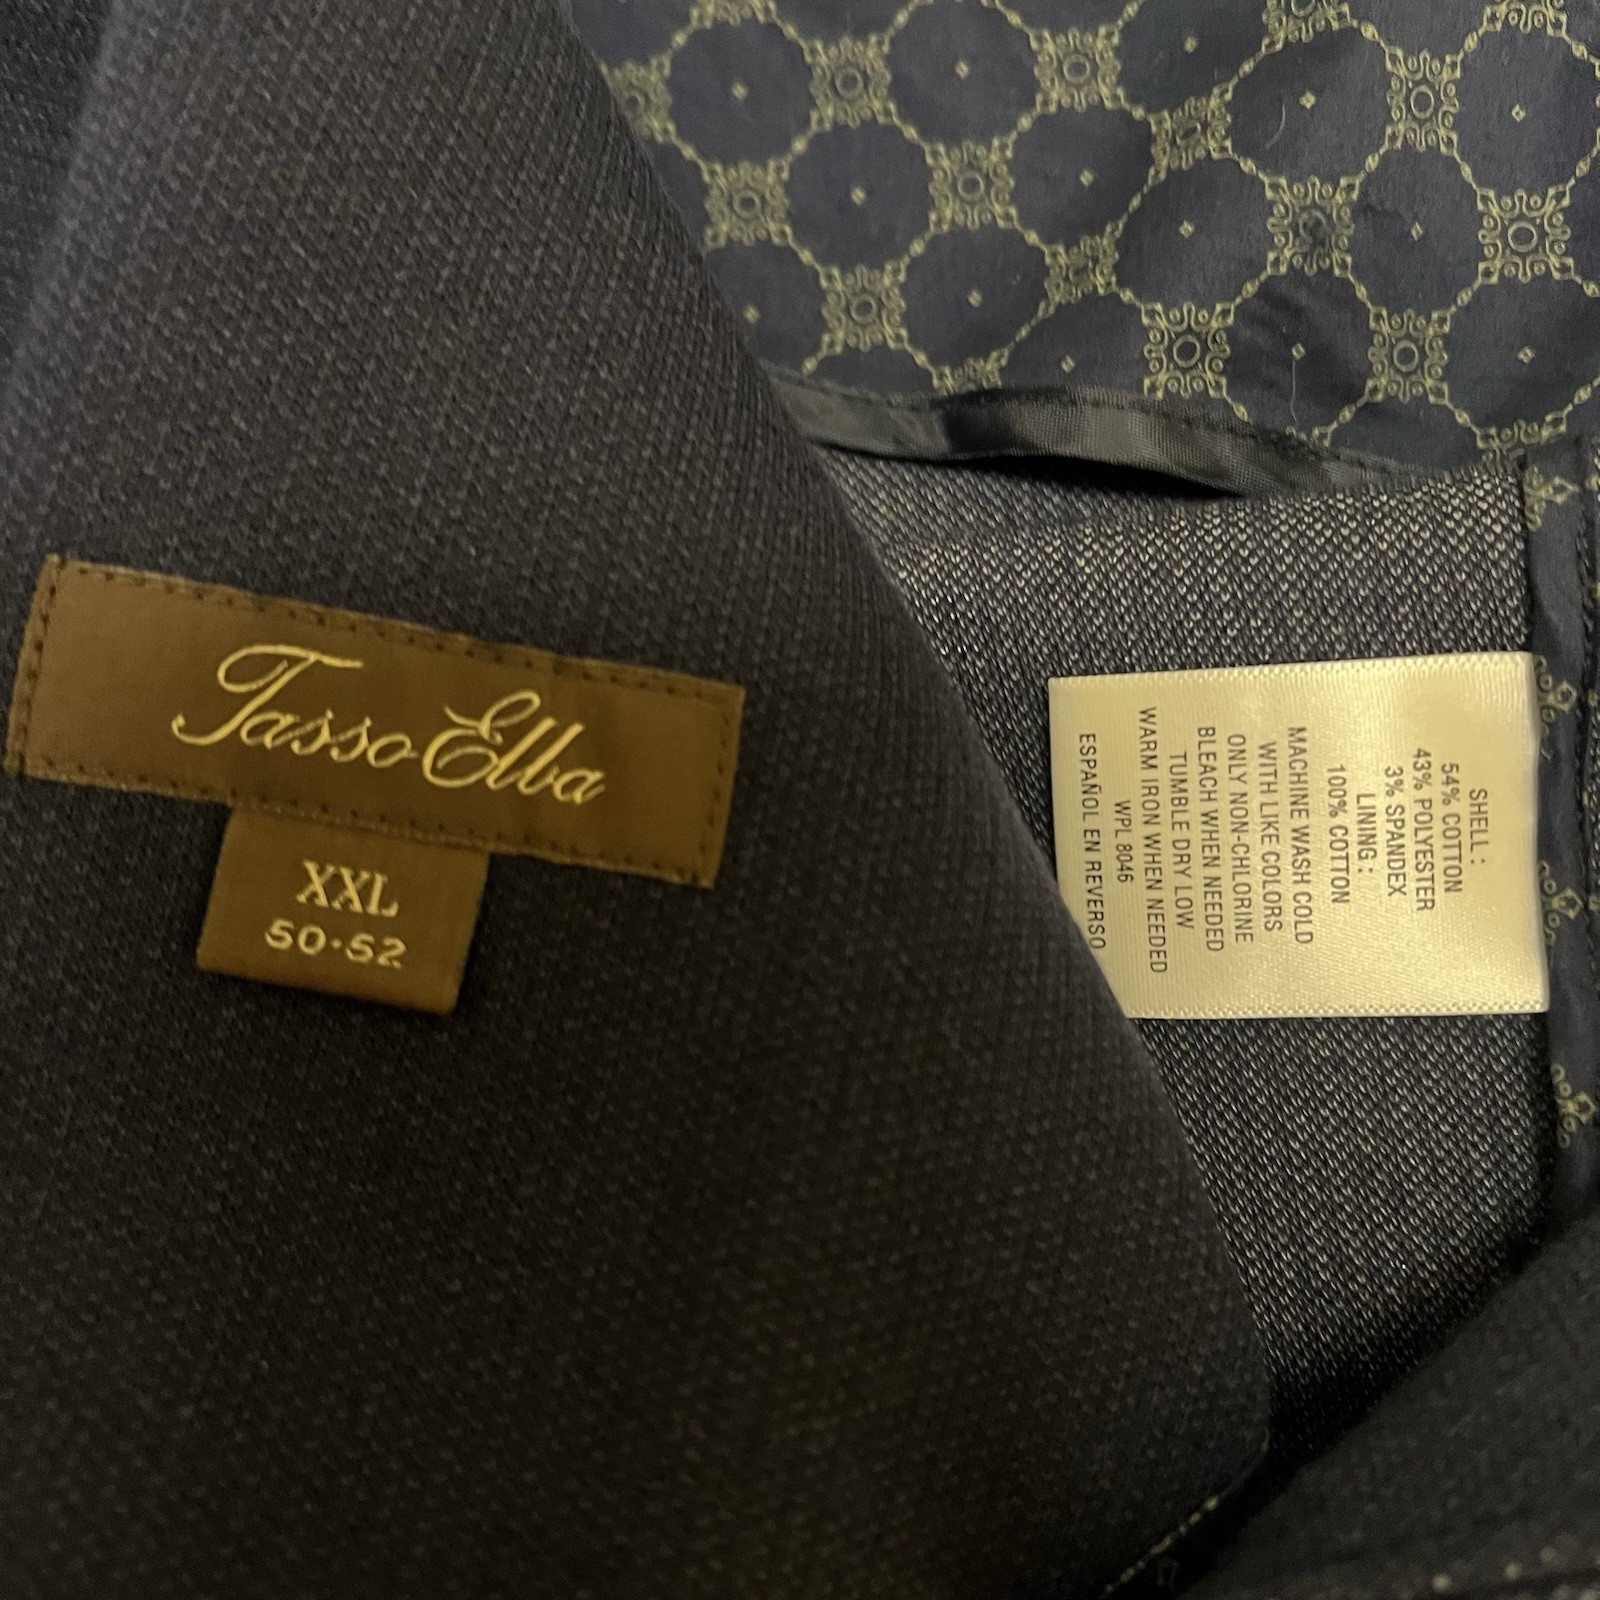 Tasso Elba
XXL
50-52
SHELL:
54% COTTON
43% POLYESTER
3% SPANDEX
LINING:
100% COTTON
MACHINE WASH COLD
WITH LIKE COLORS
ONLY NON-CHLORINE
BLEACH WHEN NEEDED
TUMBLE DRY LOW
WARM IRON WHEN NEEDED
WPL 8046
ESPAÑOL EN REVERSO